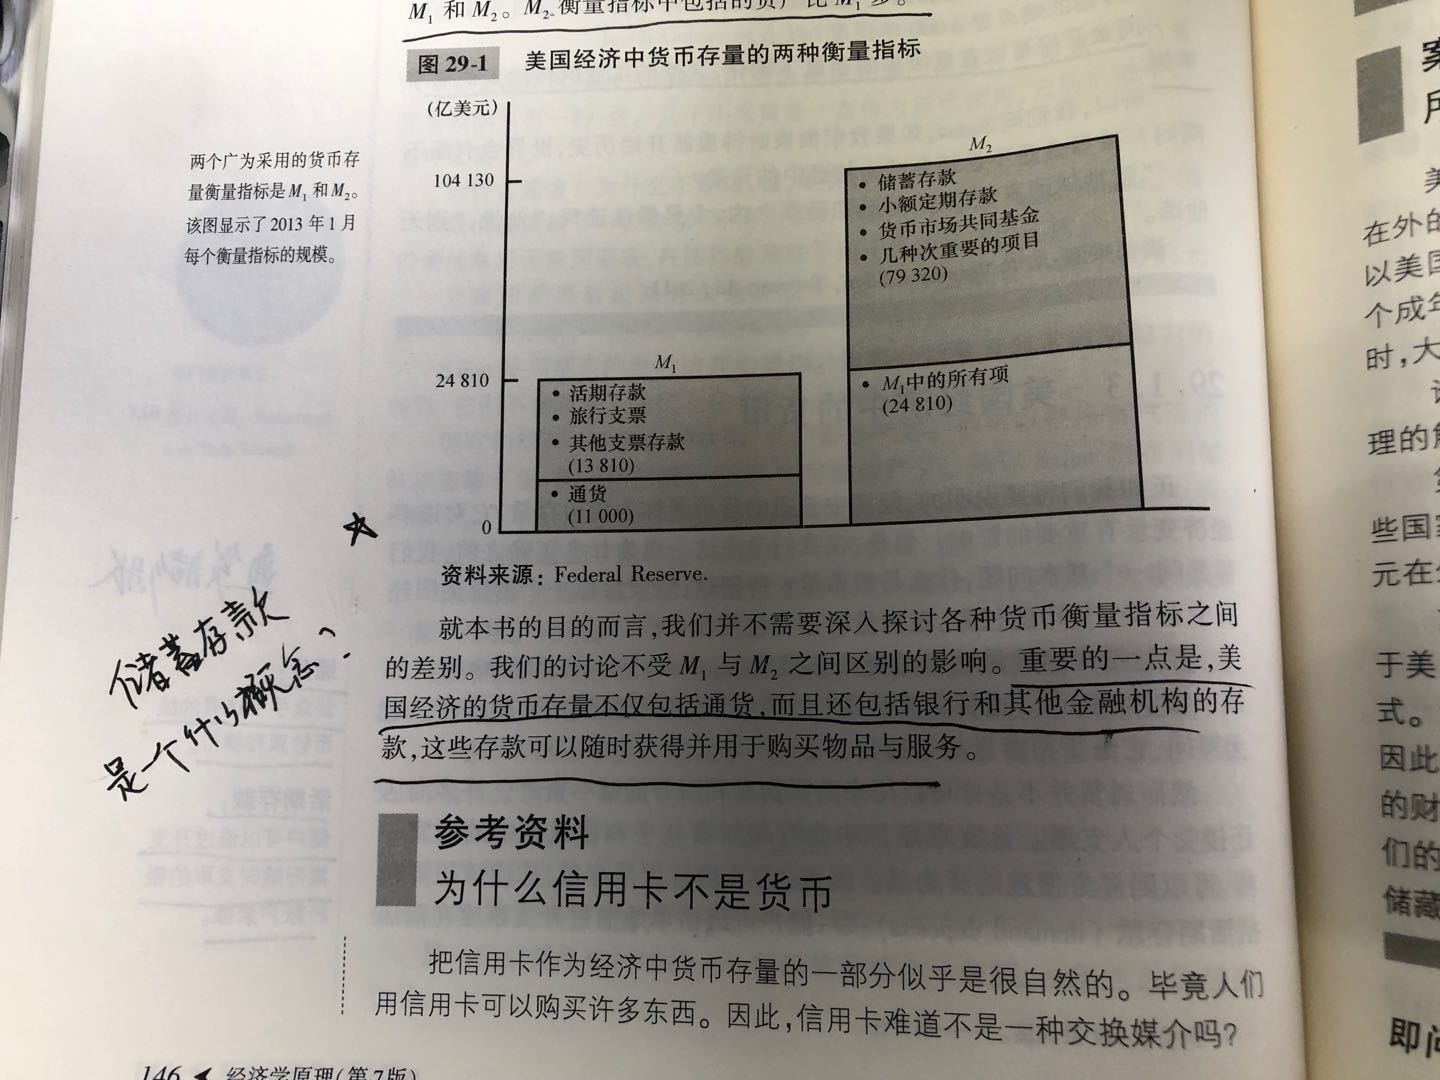 M₁ 和 M₂。M₂ 衡量指标中包括的资产比 M₁ 多。
图 29-1 美国经济中货币存量的两种衡量指标
(亿美元)
104 130
24 810
0
两个广为采用的货币存
量衡量指标是 M₁ 和 M₂。
该图显示了 2013 年 1 月
每个衡量指标的规模。
M₁
• 活期存款
• 旅行支票
• 其他支票存款
(13 810)
• 通货
(11 000)
M₂
• 储蓄存款
• 小额定期存款
• 货币市场共同基金
• 几种次重要的项目
(79 320)
• M₁中的所有项
(24 810)
资料来源：Federal Reserve.
储蓄存款
是一个什么概念？
就本书的目的而言,我们并不需要深入探讨各种货币衡量指标之间
的差别。我们的讨论不受 M₁ 与 M₂ 之间区别的影响。重要的一点是,美
国经济的货币存量不仅包括通货,而且还包括银行和其他金融机构的存
款,这些存款可以随时获得并用于购买物品与服务。
参考资料
为什么信用卡不是货币
把信用卡作为经济中货币存量的一部分似乎是很自然的。毕竟人们
用信用卡可以购买许多东西。因此,信用卡难道不是一种交换媒介吗?
146 ◀ 经济学原理(第7版)
美
在外的
以美国
个成年
时,大
理的
些国家
元在
于美
式。
因此
的财
们的
储藏
即问